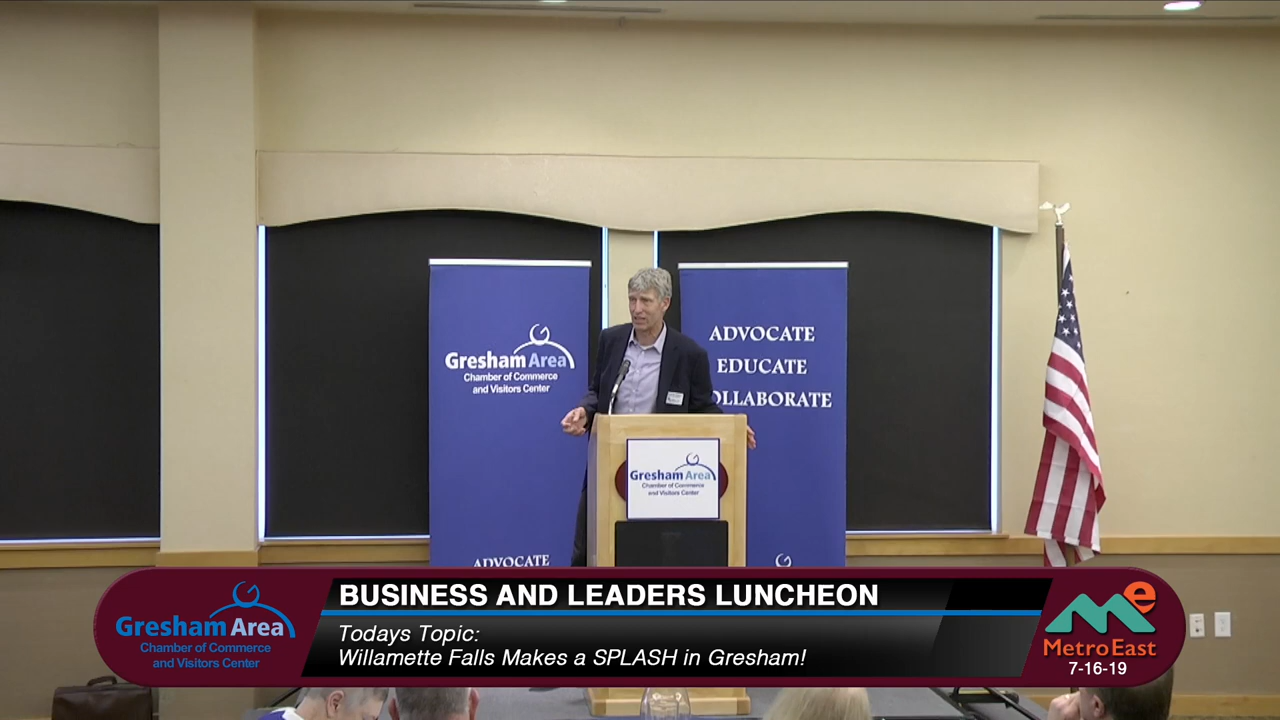 Gresham Area
Chamber of Commerce
and Visitors Center
ADVOCATE
ADVOCATE
EDUCATE
OLLABORATE
Gresham Area
Chamber of Commerce
and Visitors Center
Gresham Area
Chamber of Commerce
and Visitors Center
BUSINESS AND LEADERS LUNCHEON
Todays Topic:
Willamette Falls Makes a SPLASH in Gresham!
Me
MetroEast
7-16-19